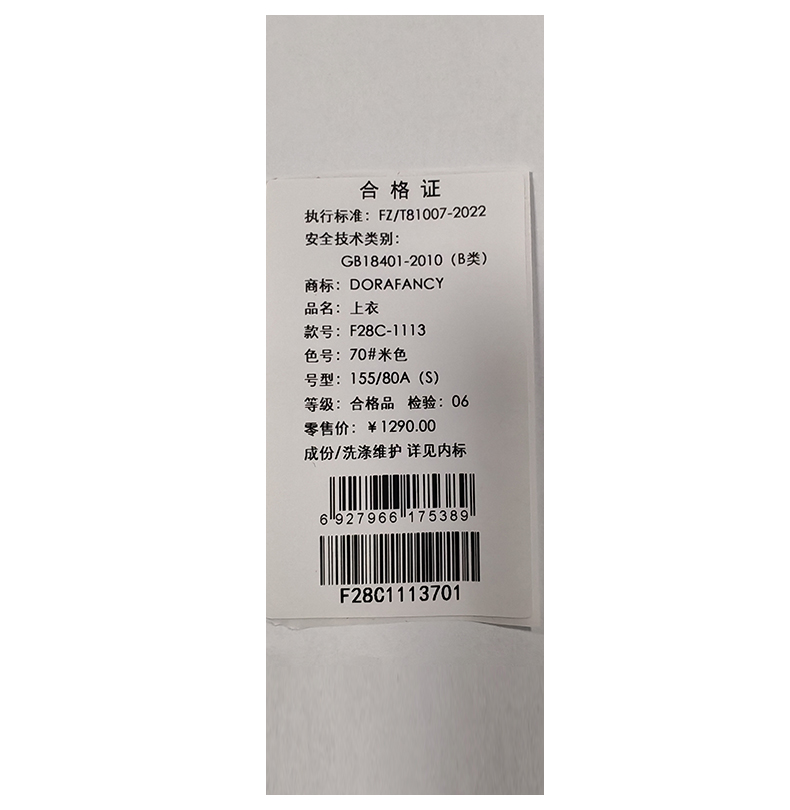 合格证
执行标准：FZ/T81007-2022
安全技术类别：
GB18401-2010（B类）
商标：DORAFANCY
品名：上衣
款号：F28C-1113
色号：70#米色
号型：155/80A（S）
等级：合格品 检验：06
零售价：￥1290.00
成份/洗涤维护 详见内标
6 927966 175389
F28C1113701